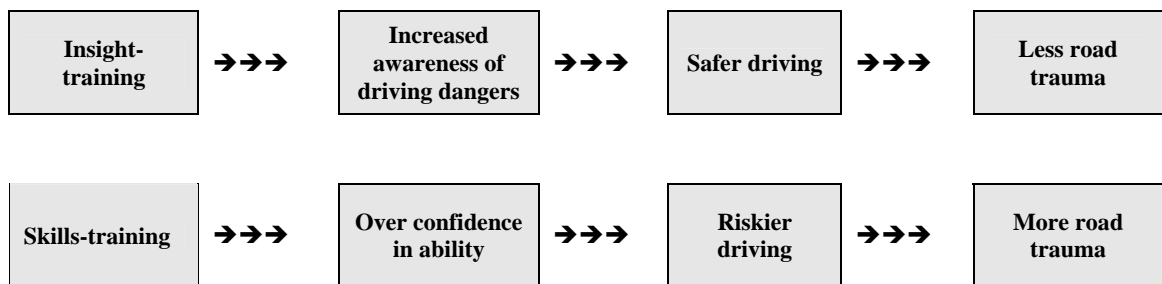 Insight-
training
➔➔➔
Increased
awareness of
driving dangers
➔➔➔
Safer driving
➔➔➔
Less road
trauma
Skills-training
➔➔➔
Over confidence
in ability
➔➔➔
Riskier
driving
➔➔➔
More road
trauma